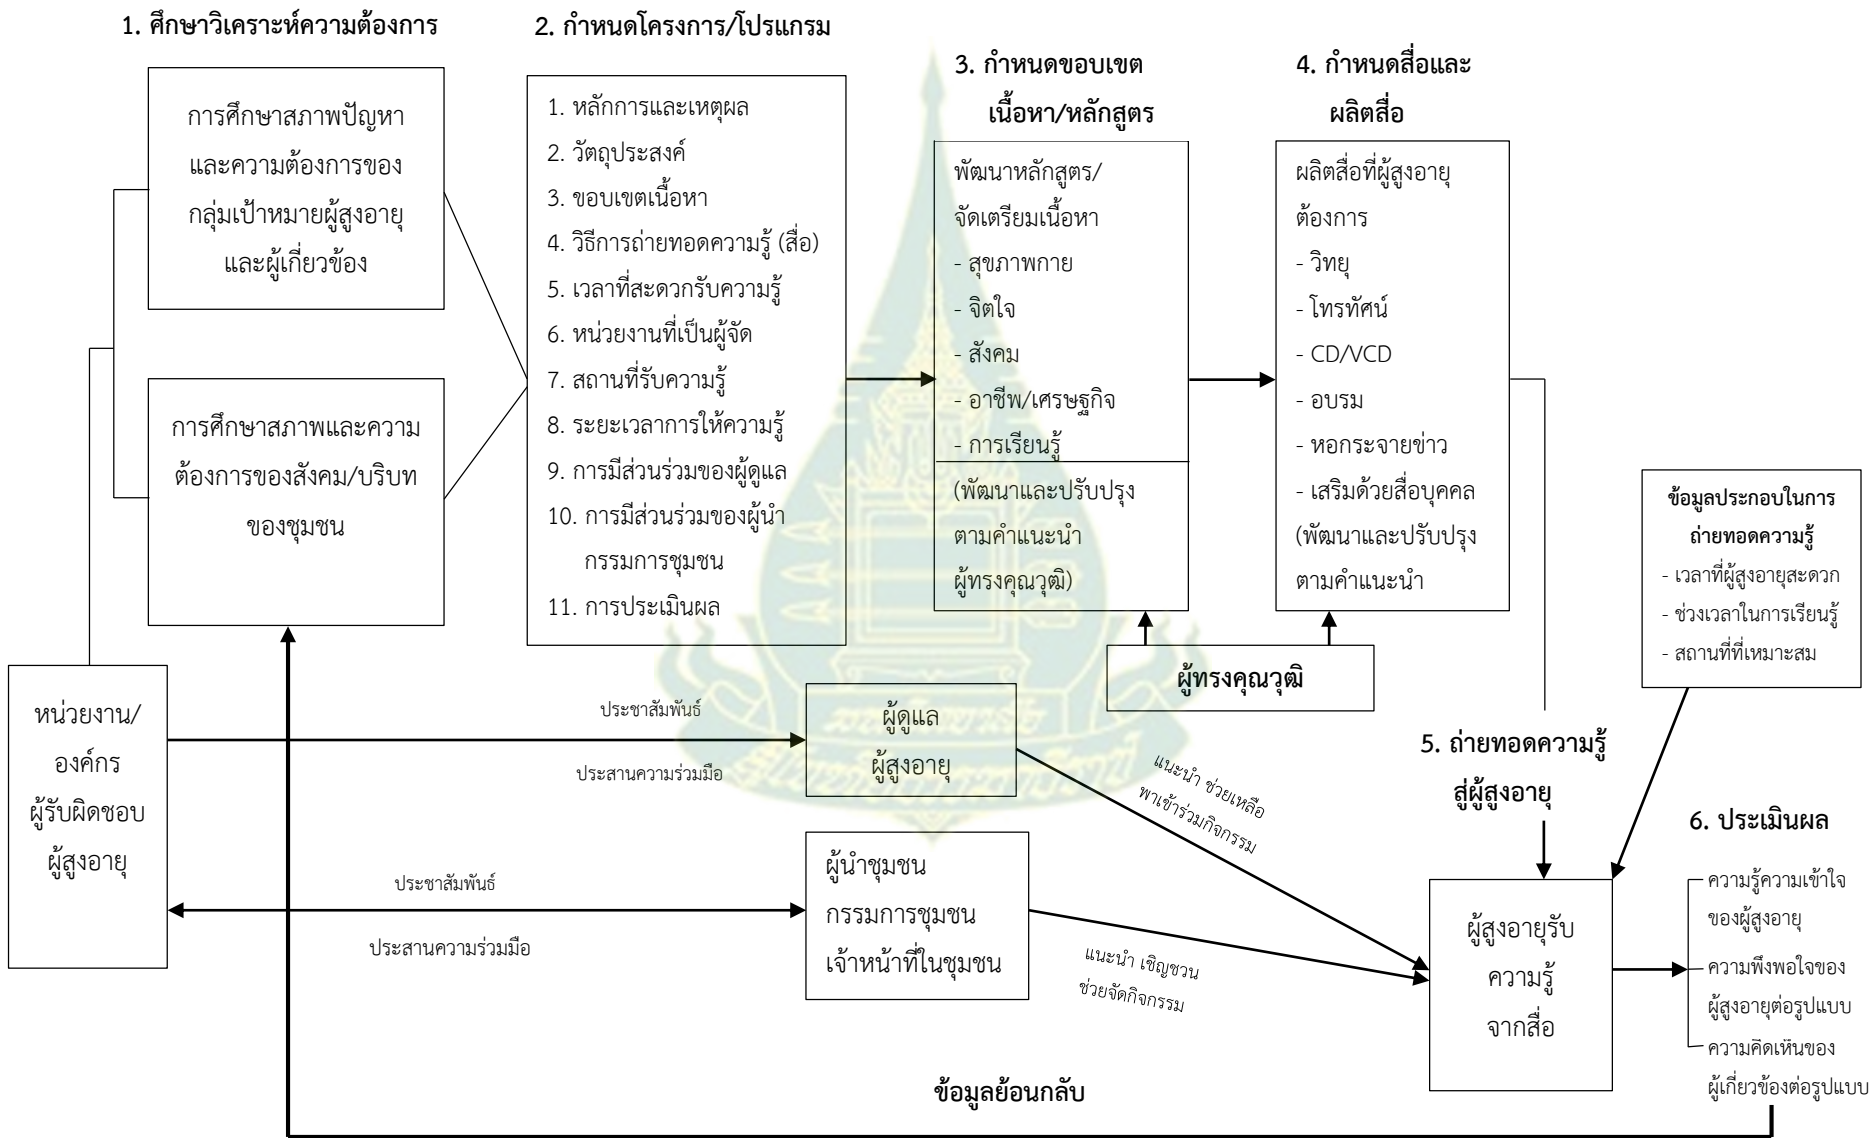 1. ศึกษาวิเคราะห์ความต้องการ
การศึกษาสภาพปัญหา
และความต้องการของ
กลุ่มเป้าหมายผู้สูงอายุ
และผู้เกี่ยวข้อง
การศึกษาสภาพและความ
ต้องการของสังคม/บริบท
ของชุมชน
2. กำหนดโครงการ/โปรแกรม
1. หลักการและเหตุผล
2. วัตถุประสงค์
3. ขอบเขตเนื้อหา
4. วิธีการถ่ายทอดความรู้ (สื่อ)
5. เวลาที่สะดวกรับความรู้
6. หน่วยงานที่เป็นผู้จัด
7. สถานที่รับความรู้
8. ระยะเวลาการให้ความรู้
9. การมีส่วนร่วมของผู้ดูแล
10. การมีส่วนร่วมของผู้นำ
กรรมการชุมชน
11. การประเมินผล
3. กำหนดขอบเขต
เนื้อหา/หลักสูตร
พัฒนาหลักสูตร/
จัดเตรียมเนื้อหา
- สุขภาพกาย
- จิตใจ
- สังคม
- อาชีพ/เศรษฐกิจ
- การเรียนรู้
(พัฒนาและปรับปรุง
ตามคำแนะนำ
ผู้ทรงคุณวุฒิ)
4. กำหนดสื่อและ
ผลิตสื่อ
ผลิตสื่อที่ผู้สูงอายุ
ต้องการ
- วิทยุ
- โทรทัศน์
- CD/VCD
- อบรม
- หอกระจายข่าว
- เสริมด้วยสื่อบุคคล
(พัฒนาและปรับปรุง
ตามคำแนะนำ
ผู้ทรงคุณวุฒิ
ข้อมูลประกอบในการ
ถ่ายทอดความรู้
- เวลาที่ผู้สูงอายุสะดวก
- ช่วงเวลาในการเรียนรู้
- สถานที่ที่เหมาะสม
หน่วยงาน/
องค์กร
ผู้รับผิดชอบ
ผู้สูงอายุ
ประชาสัมพันธ์
ประสานความร่วมมือ
ผู้ดูแล
ผู้สูงอายุ
แนะนำ ช่วยเหลือ
พาเข้าร่วมกิจกรรม
ประชาสัมพันธ์
ประสานความร่วมมือ
ผู้นำชุมชน
กรรมการชุมชน
เจ้าหน้าที่ในชุมชน
แนะนำ เชิญชวน
ช่วยจัดกิจกรรม
5. ถ่ายทอดความรู้
สู่ผู้สูงอายุ
ผู้สูงอายุรับ
ความรู้
จากสื่อ
6. ประเมินผล
ความรู้ความเข้าใจ
ของผู้สูงอายุ
ความพึงพอใจของ
ผู้สูงอายุต่อรูปแบบ
ความคิดเห็นของ
ผู้เกี่ยวข้องต่อรูปแบบ
ข้อมูลย้อนกลับ